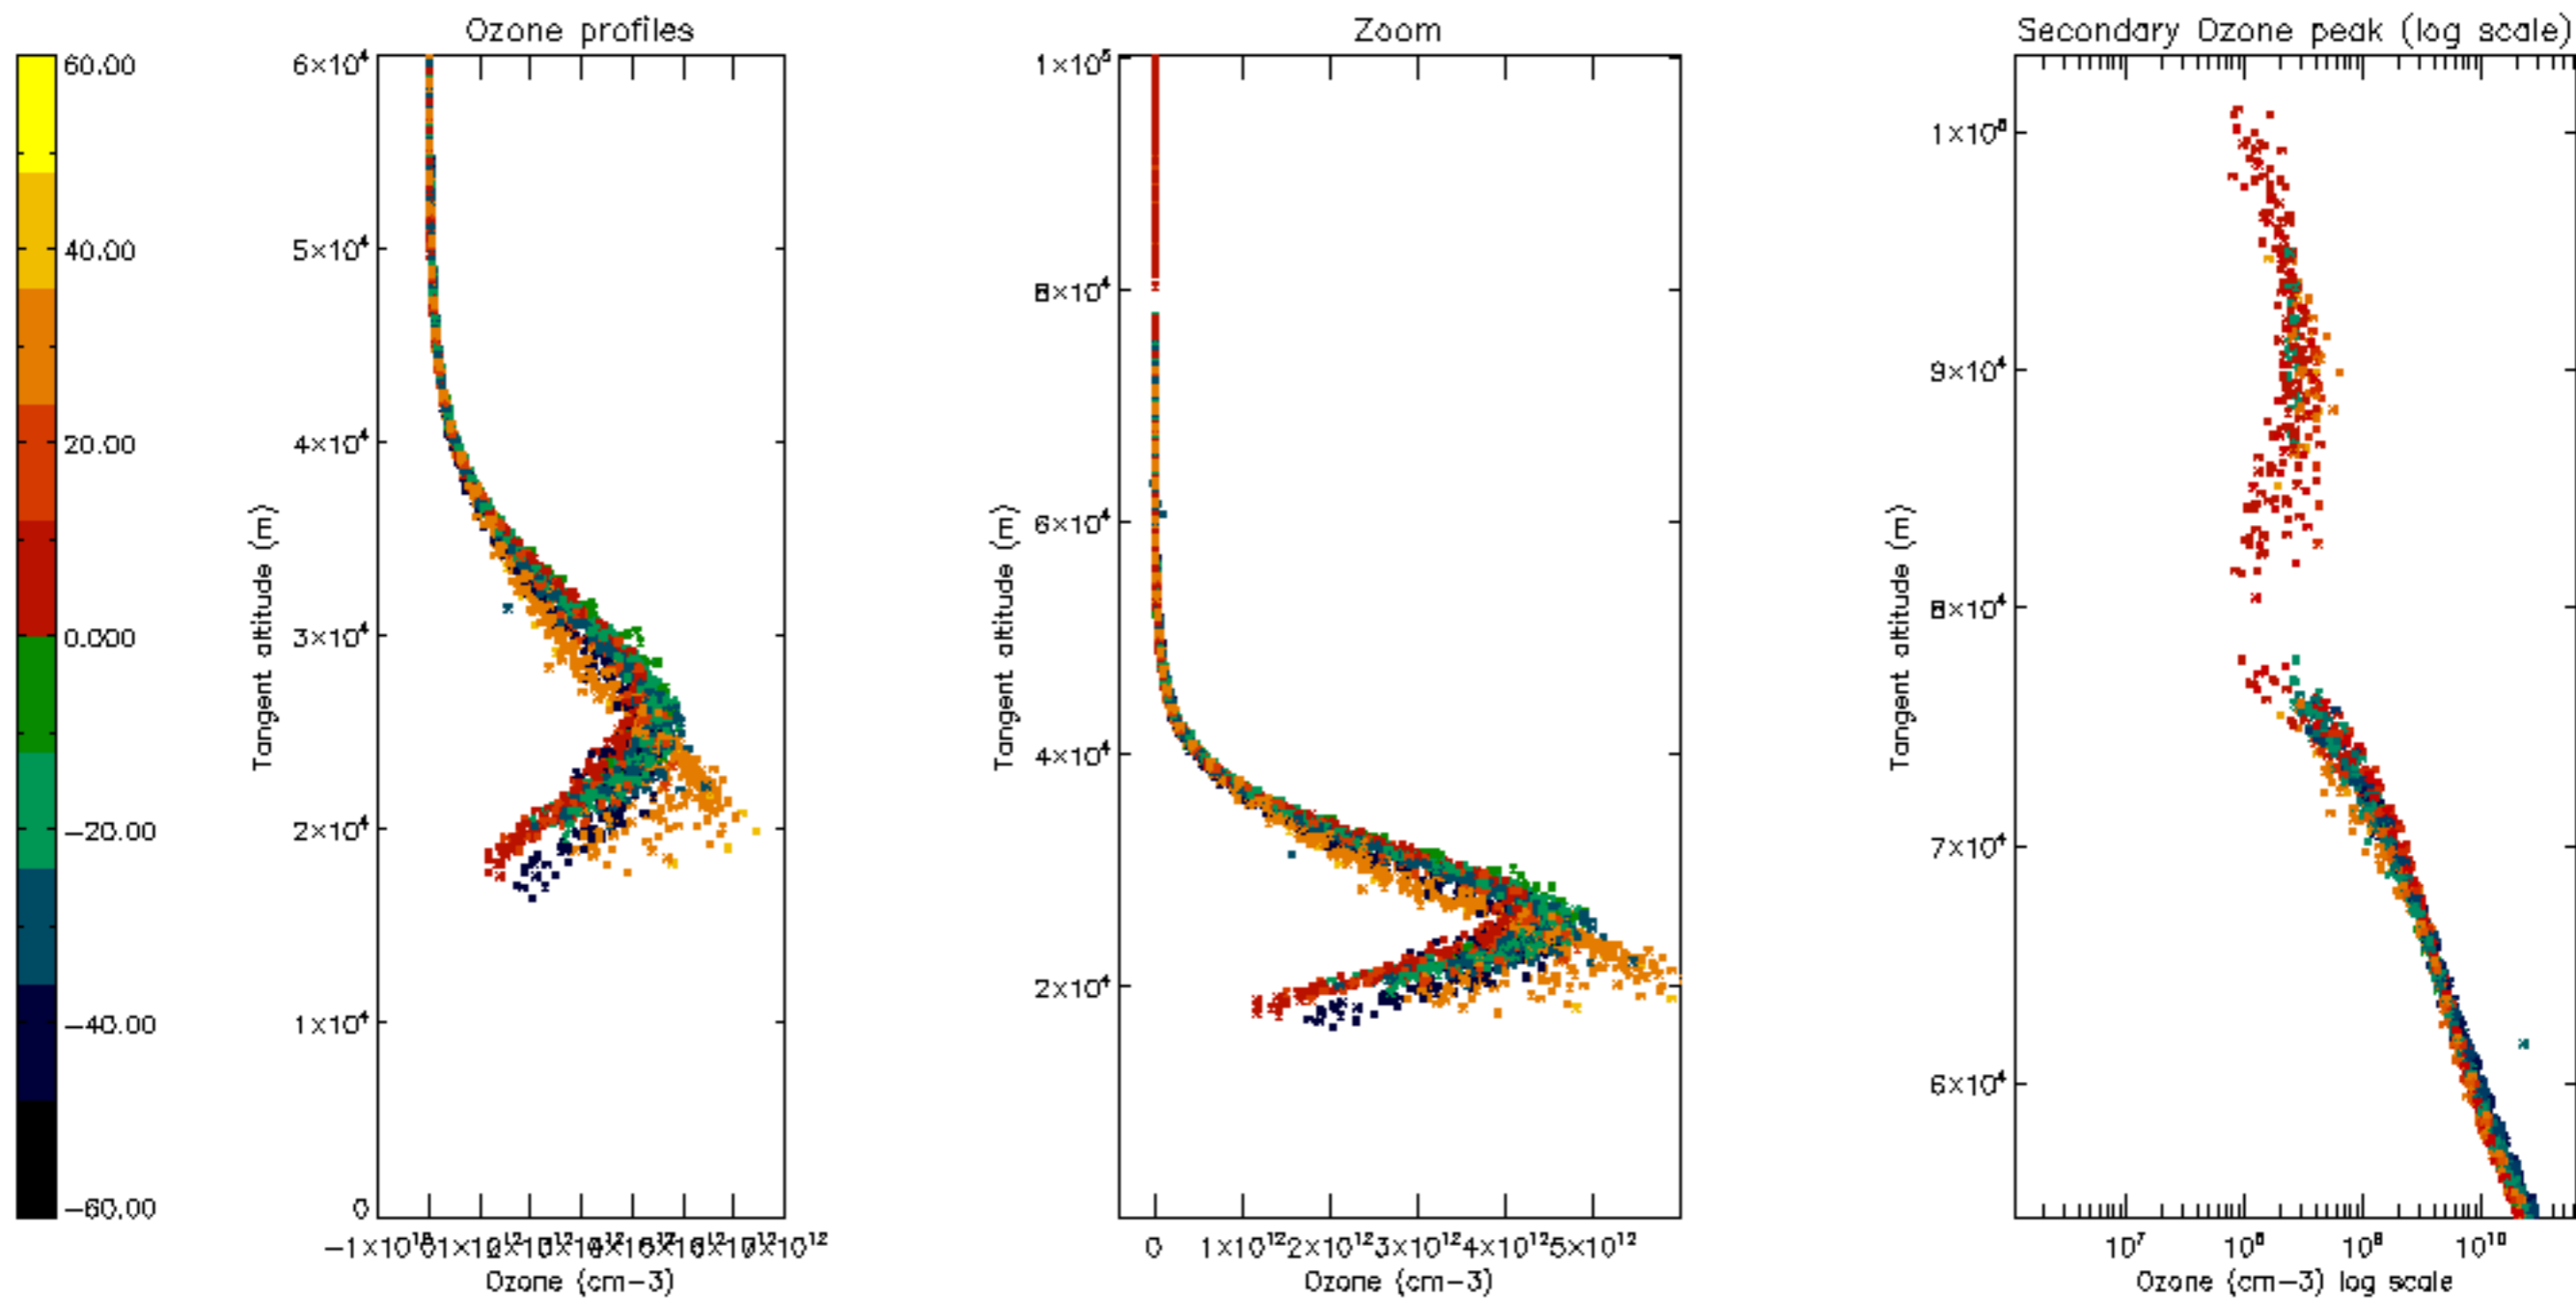 Ozone profiles
Zoom
Secondary Ozone peak (log scale)
60.00
40.00
20.00
0.000
-20.00
-40.00
-60.00
6×10⁴
5×10⁴
4×10⁴
3×10⁴
2×10⁴
1×10⁴
0
Tangent altitude (m)
Ozone (cm-3)
1×10⁵
8×10⁴
6×10⁴
4×10⁴
2×10⁴
Tangent altitude (m)
0 1×10¹² 2×10¹² 3×10¹² 4×10¹² 5×10¹²
Ozone (cm-3)
9×10⁴
8×10⁴
7×10⁴
6×10⁴
Tangent altitude (m)
10⁷ 10⁸ 10⁹ 10¹⁰
Ozone (cm-3) log scale